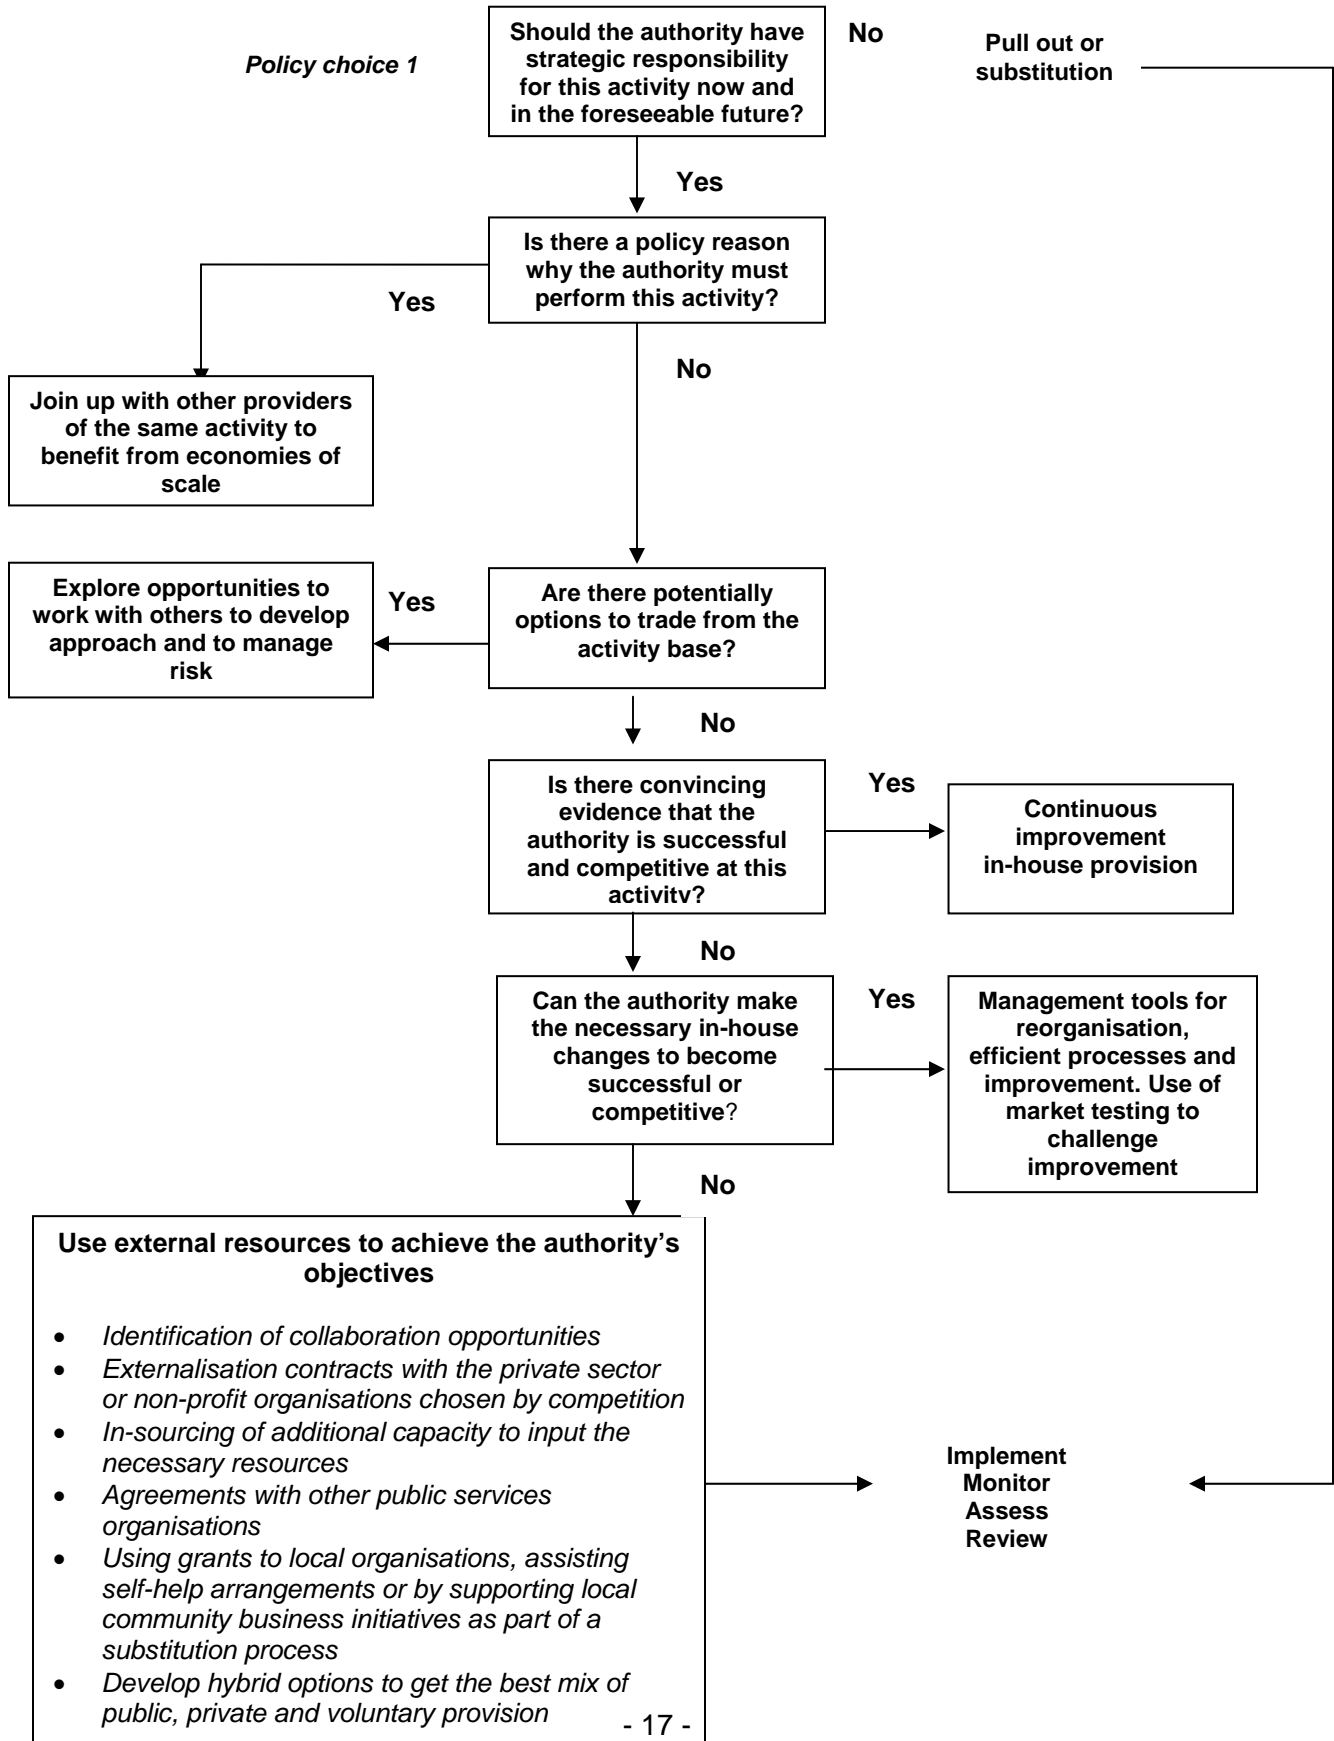 Policy choice 1
Should the authority have
strategic responsibility
for this activity now and
in the foreseeable future?
No
Pull out or
substitution
Yes
Is there a policy reason
why the authority must
perform this activity?
Yes
No
Join up with other providers
of the same activity to
benefit from economies of
scale
Explore opportunities to
work with others to develop
approach and to manage
risk
Yes
Are there potentially
options to trade from the
activity base?
No
Is there convincing
evidence that the
authority is successful
and competitive at this
activity?
Yes
Continuous
improvement
in-house provision
No
Can the authority make
the necessary in-house
changes to become
successful or
competitive?
Yes
Management tools for
reorganisation,
efficient processes and
improvement. Use of
market testing to
challenge
improvement
No
Use external resources to achieve the authority’s
objectives
• Identification of collaboration opportunities
• Externalisation contracts with the private sector
or non-profit organisations chosen by competition
• In-sourcing of additional capacity to input the
necessary resources
• Agreements with other public services
organisations
• Using grants to local organisations, assisting
self-help arrangements or by supporting local
community business initiatives as part of a
substitution process
• Develop hybrid options to get the best mix of
public, private and voluntary provision
Implement
Monitor
Assess
Review
- 17 -